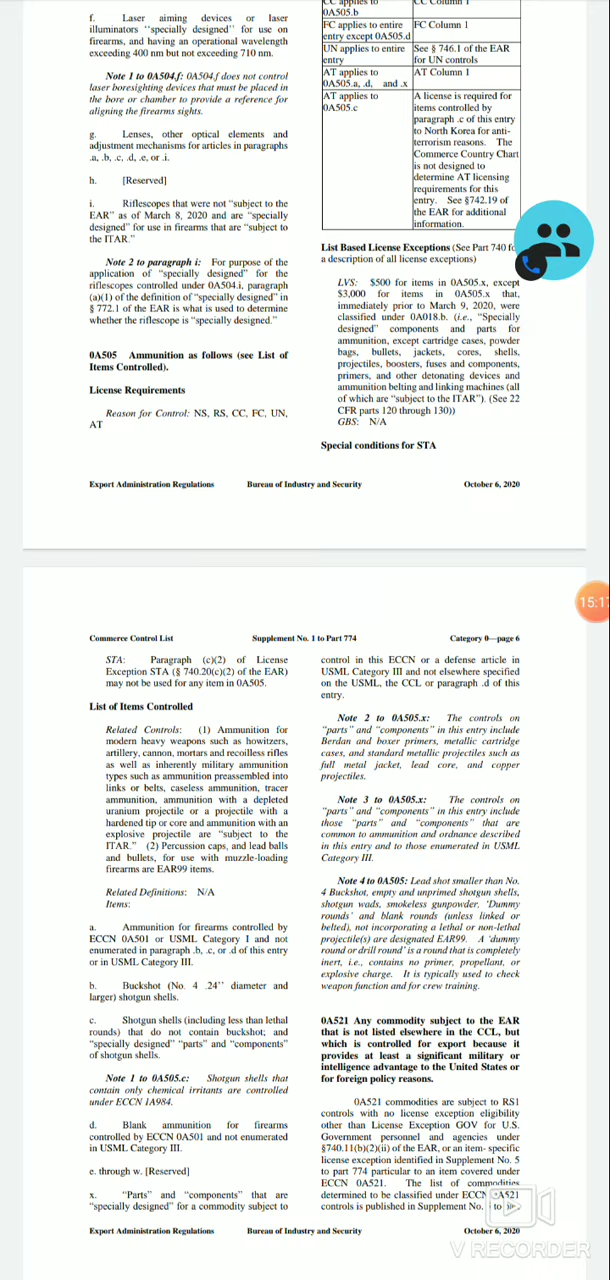 f. Laser aiming devices or laser
illuminators "specially designed" for use on
firearms, and having an operational wavelength
exceeding 400 nm but not exceeding 710 nm.
Note 1 to 0A504.f: 0A504.f does not control
laser boresighting devices that must be placed in
the bore or chamber to provide a reference for
aligning the firearms sights.
g. Lenses, other optical elements and
adjustment mechanisms for articles in paragraphs
.a, .b, .c, .d, .e, or .i.
h. [Reserved]
i. Riflescopes that were not "subject to the
EAR" as of March 8, 2020 and are "specially
designed" for use in firearms that are "subject to
the ITAR."
Note 2 to paragraph i: For purpose of the
application of "specially designed" for the
riflescopes controlled under 0A504.i, paragraph
(a)(1) of the definition of "specially designed" in
§ 772.1 of the EAR is what is used to determine
whether the riflescope is "specially designed."
0A505 Ammunition as follows (see List of
Items Controlled).
License Requirements
Reason for Control: NS, RS, CC, FC, UN,
AT
CC applies to CC Column 1
0A505.b
FC applies to entire FC Column 1
entry except 0A505.d
UN applies to entire See § 746.1 of the EAR
entry for UN controls
AT applies to AT Column 1
0A505.a, .d, and .x
AT applies to A license is required for
0A505.c items controlled by
paragraph .c of this entry
to North Korea for anti-
terrorism reasons. The
Commerce Country Chart
is not designed to
determine AT licensing
requirements for this
entry. See §742.19 of
the EAR for additional
information.
List Based License Exceptions (See Part 740 fo
a description of all license exceptions)
LVS: $500 for items in 0A505.x, except
$3,000 for items in 0A505.x that,
immediately prior to March 9, 2020, were
classified under 0A018.b. (i.e., "Specially
designed" components and parts for
ammunition, except cartridge cases, powder
bags, bullets, jackets, cores, shells,
projectiles, boosters, fuses and components,
primers, and other detonating devices and
ammunition belting and linking machines (all
of which are "subject to the ITAR"). (See 22
CFR parts 120 through 130))
GBS: N/A
Special conditions for STA
Export Administration Regulations Bureau of Industry and Security October 6, 2020
15:17
Commerce Control List Supplement No. 1 to Part 774 Category 0—page 6
STA: Paragraph (c)(2) of License
Exception STA (§ 740.20(c)(2) of the EAR)
may not be used for any item in 0A505.
List of Items Controlled
Related Controls: (1) Ammunition for
modern heavy weapons such as howitzers,
artillery, cannon, mortars and recoilless rifles
as well as inherently military ammunition
types such as ammunition preassembled into
links or belts, caseless ammunition, tracer
ammunition, ammunition with a depleted
uranium projectile or a projectile with a
hardened tip or core and ammunition with an
explosive projectile are "subject to the
ITAR." (2) Percussion caps, and lead balls
and bullets, for use with muzzle-loading
firearms are EAR99 items.
Related Definitions: N/A
Items:
a. Ammunition for firearms controlled by
ECCN 0A501 or USML Category I and not
enumerated in paragraph .b, .c, or .d of this entry
or in USML Category III.
b. Buckshot (No. 4 .24" diameter and
larger) shotgun shells.
c. Shotgun shells (including less than lethal
rounds) that do not contain buckshot; and
"specially designed" "parts" and "components"
of shotgun shells.
Note 1 to 0A505.c: Shotgun shells that
contain only chemical irritants are controlled
under ECCN 1A984.
d. Blank ammunition for firearms
controlled by ECCN 0A501 and not enumerated
in USML Category III.
e. through w. [Reserved]
x. "Parts" and "components" that are
"specially designed" for a commodity subject to
control in this ECCN or a defense article in
USML Category III and not elsewhere specified
on the USML, the CCL or paragraph .d of this
entry.
Note 2 to 0A505.x: The controls on
"parts" and "components" in this entry include
Berdan and boxer primers, metallic cartridge
cases, and standard metallic projectiles such as
full metal jacket, lead core, and copper
projectiles.
Note 3 to 0A505.x: The controls on
"parts" and "components" in this entry include
those "parts" and "components" that are
common to ammunition and ordnance described
in this entry and to those enumerated in USML
Category III.
Note 4 to 0A505: Lead shot smaller than No.
4 Buckshot, empty and unprimed shotgun shells,
shotgun wads, smokeless gunpowder, 'Dummy
rounds' and blank rounds (unless linked or
belted), not incorporating a lethal or non-lethal
projectile(s) are designated EAR99. A 'dummy
round or drill round' is a round that is completely
inert, i.e., contains no primer, propellant, or
explosive charge. It is typically used to check
weapon function and for crew training.
0A521 Any commodity subject to the EAR
that is not listed elsewhere in the CCL, but
which is controlled for export because it
provides at least a significant military or
intelligence advantage to the United States or
for foreign policy reasons.
0A521 commodities are subject to RS1
controls with no license exception eligibility
other than License Exception GOV for U.S.
Government personnel and agencies under
§740.11(b)(2)(ii) of the EAR, or an item- specific
license exception identified in Supplement No. 5
to part 774 particular to an item covered under
ECCN 0A521. The list of commodities
determined to be classified under ECCN 0A521
controls is published in Supplement No. to
Export Administration Regulations Bureau of Industry and Security October 6, 2020
V RECORDER